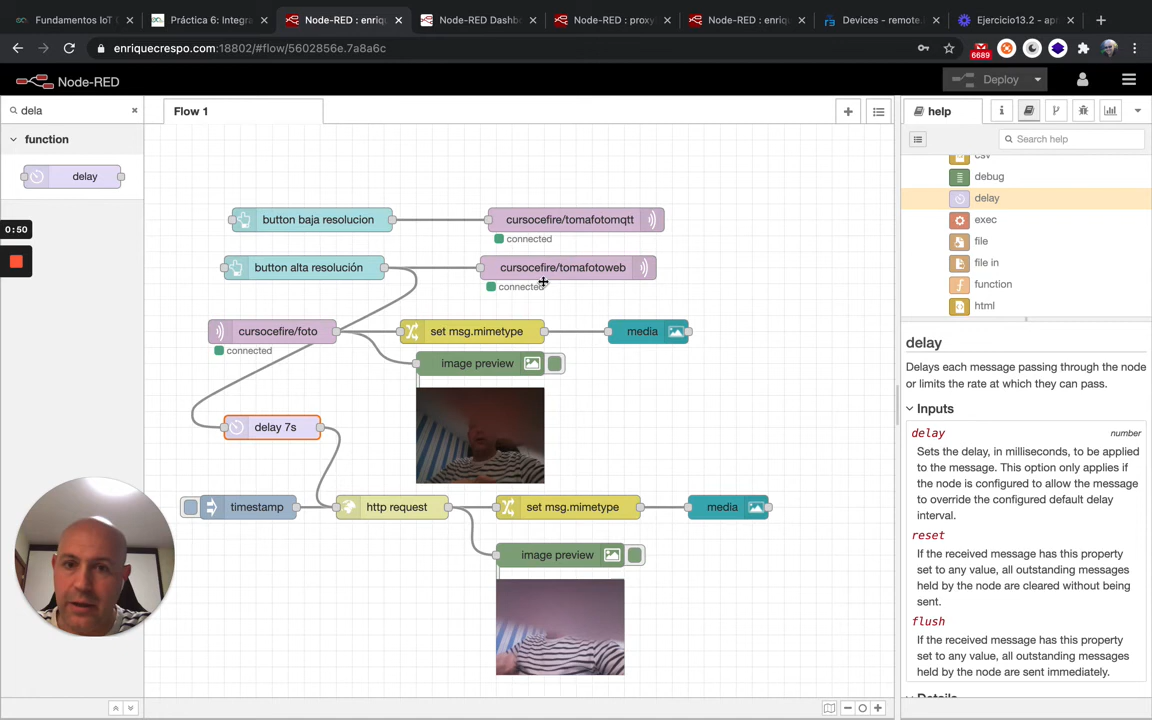 Fundamentos IoT (
Práctica 6: Integra
Node-RED : enriq
Node-RED Dashb
Node-RED : proxy
Node-RED : enriq
Devices - remote.
Ejercicio13.2 - ap
enriquecrespo.com:18802/#flow/5602856e.7a8a6c
6689
Node-RED
Deploy
dela
Flow 1
help
function
Search help
delay
csv
debug
delay
exec
file
file in
function
html
0:50
button baja resolucion
cursocefire/tomafotomqtt
connected
button alta resolución
cursocefire/tomafotoweb
connected
cursocefire/foto
connected
set msg.mimetype
media
image preview
delay 7s
timestamp
http request
set msg.mimetype
media
image preview
delay
Delays each message passing through the node
or limits the rate at which they can pass.
Inputs
delay
number
Sets the delay, in milliseconds, to be applied
to the message. This option only applies if
the node is configured to allow the message
to override the configured default delay
interval.
reset
If the received message has this property
set to any value, all outstanding messages
held by the node are cleared without being
sent.
flush
If the received message has this property
set to any value, all outstanding messages
held by the node are sent immediately.
Details